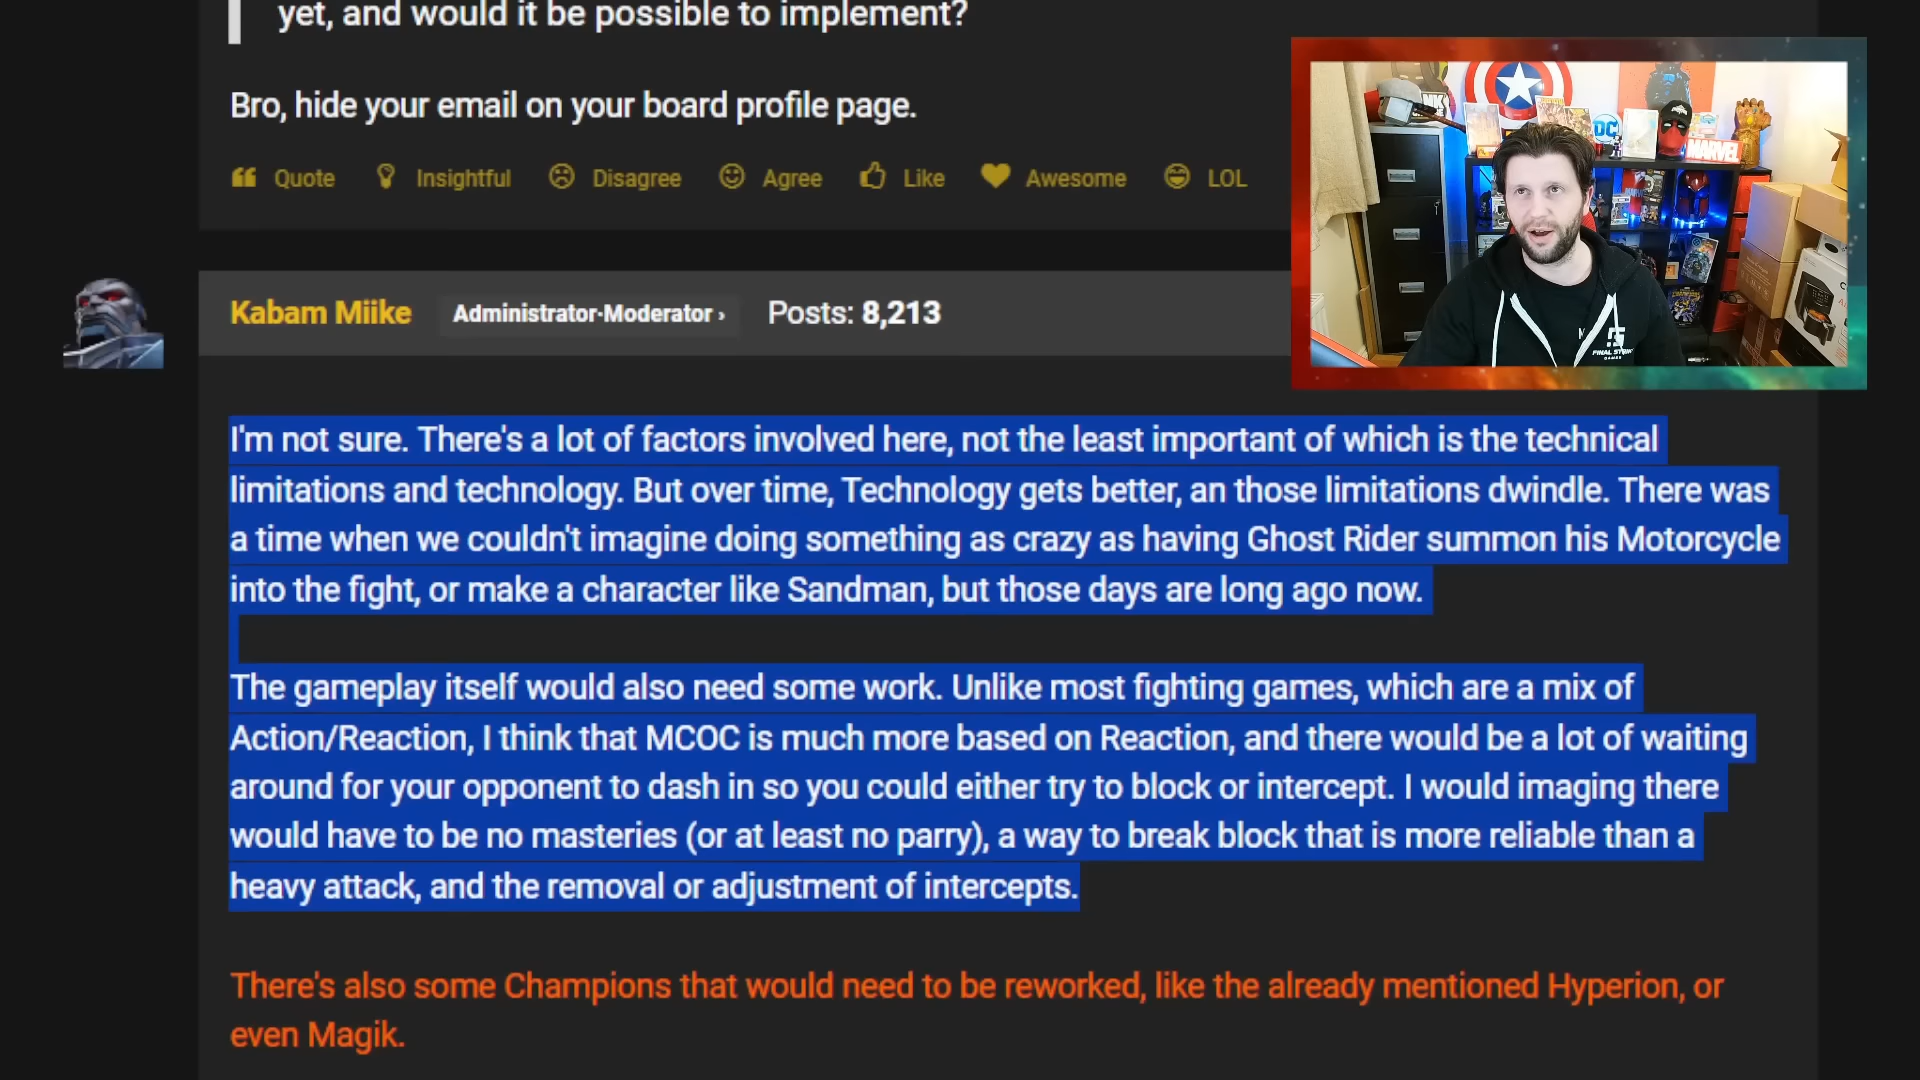 yet, and would it be possible to implement?
Bro, hide your email on your board profile page.
Quote Insightful Disagree Agree Like Awesome LOL
Kabam Miike Administrator·Moderator › Posts: 8,213
I'm not sure. There's a lot of factors involved here, not the least important of which is the technical
limitations and technology. But over time, Technology gets better, an those limitations dwindle. There was
a time when we couldn't imagine doing something as crazy as having Ghost Rider summon his Motorcycle
into the fight, or make a character like Sandman, but those days are long ago now.
The gameplay itself would also need some work. Unlike most fighting games, which are a mix of
Action/Reaction, I think that MCOC is much more based on Reaction, and there would be a lot of waiting
around for your opponent to dash in so you could either try to block or intercept. I would imaging there
would have to be no masteries (or at least no parry), a way to break block that is more reliable than a
heavy attack, and the removal or adjustment of intercepts.
There's also some Champions that would need to be reworked, like the already mentioned Hyperion, or
even Magik.
DC
MARVEL
FINAL STRIKE
GAMES